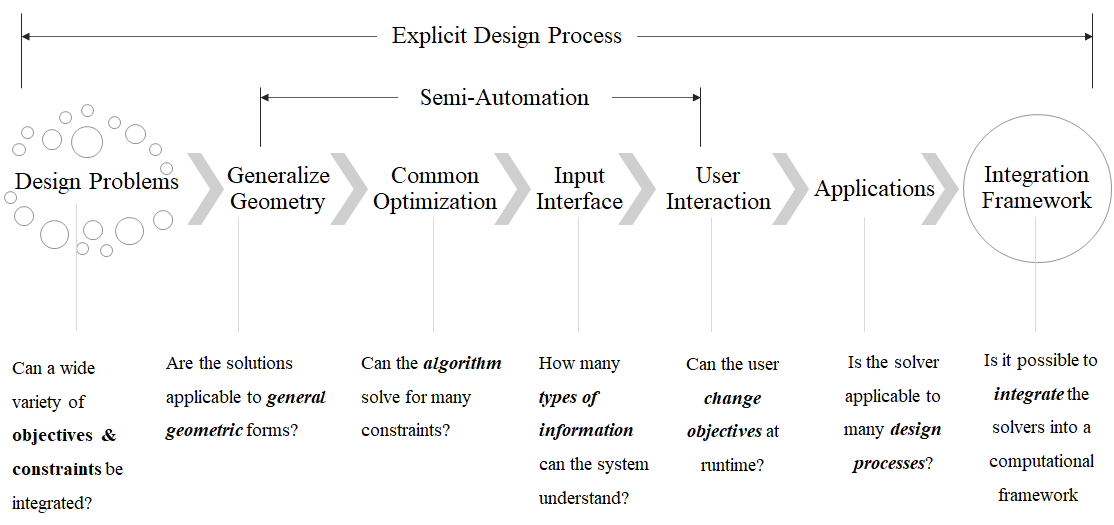 Explicit Design Process
Semi-Automation
Design Problems
Generalize
Geometry
Common
Optimization
Input
Interface
User
Interaction
Applications
Integration
Framework
Can a wide
variety of
objectives &
constraints be
integrated?
Are the solutions
applicable to general
geometric forms?
Can the algorithm
solve for many
constraints?
How many
types of
information
can the system
understand?
Can the user
change
objectives at
runtime?
Is the solver
applicable to
many design
processes?
Is it possible to
integrate the
solvers into a
computational
framework